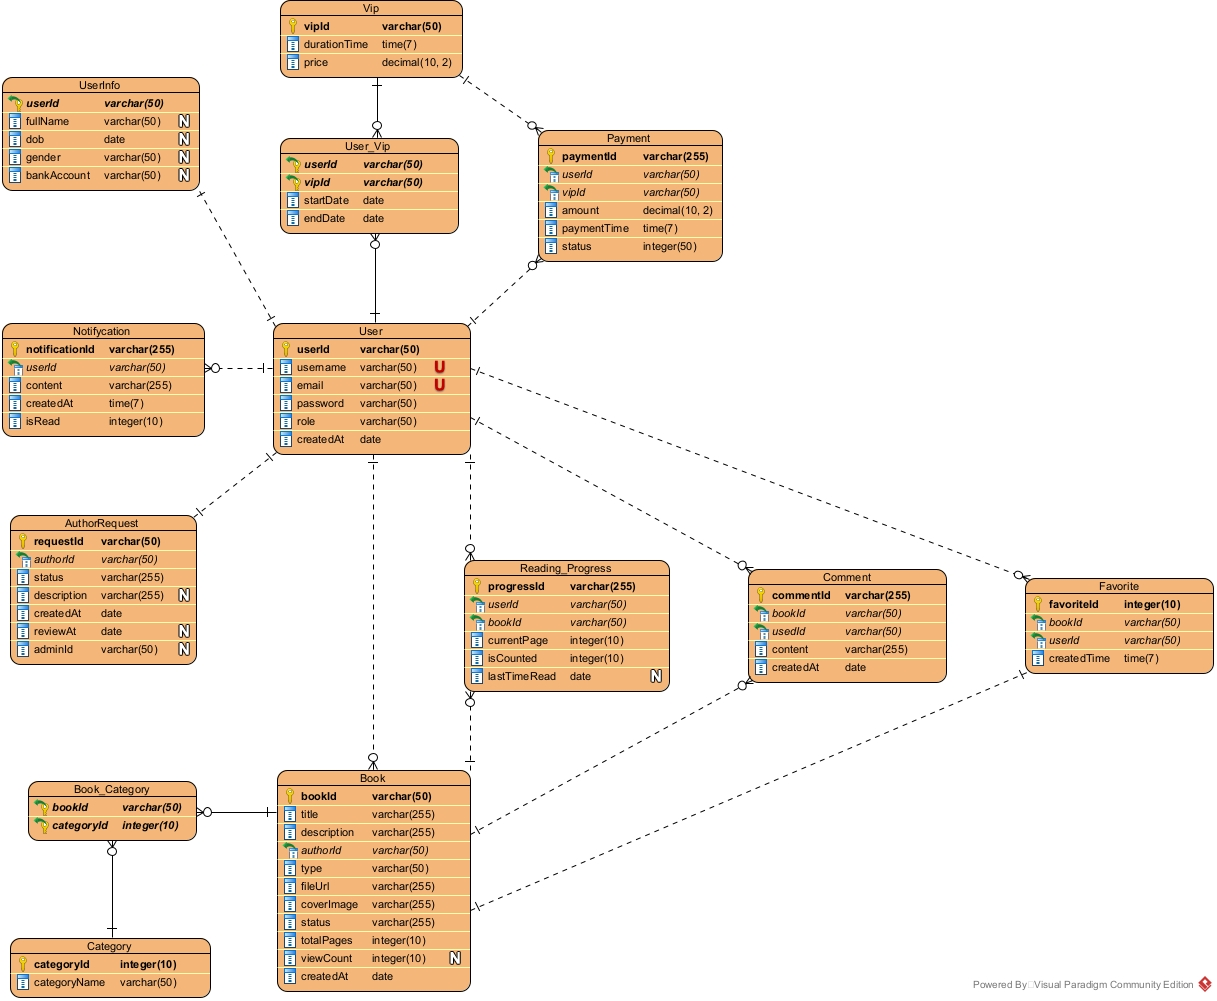 Vip
vipId varchar(50)
durationTime time(7)
price decimal(10, 2)
UserInfo
userId varchar(50)
fullName varchar(50) N
dob date N
gender varchar(50) N
bankAccount varchar(50) N
User_Vip
userId varchar(50)
vipId varchar(50)
startDate date
endDate date
Payment
paymentId varchar(255)
userId varchar(50)
vipId varchar(50)
amount decimal(10, 2)
paymentTime time(7)
status integer(50)
Notifycation
notificationId varchar(255)
userId varchar(50)
content varchar(255)
createdAt time(7)
isRead integer(10)
User
userId varchar(50)
username varchar(50) U
email varchar(50) U
password varchar(50)
role varchar(50)
createdAt date
AuthorRequest
requestId varchar(50)
authorId varchar(50)
status varchar(255)
description varchar(255) N
createdAt date
reviewAt date N
adminId varchar(50) N
Reading_Progress
progressId varchar(255)
userId varchar(50)
bookId varchar(50)
currentPage integer(10)
isCounted integer(10)
lastTimeRead date N
Comment
commentId varchar(255)
bookId varchar(50)
usedId varchar(50)
content varchar(255)
createdAt date
Favorite
favoriteId integer(10)
bookId varchar(50)
userId varchar(50)
createdTime time(7)
Book_Category
bookId varchar(50)
categoryId integer(10)
Book
bookId varchar(50)
title varchar(255)
description varchar(255)
authorId varchar(50)
type varchar(50)
fileUrl varchar(255)
coverImage varchar(255)
status varchar(255)
totalPages integer(10)
viewCount integer(10) N
createdAt date
Category
categoryId integer(10)
categoryName varchar(50)
Powered By Visual Paradigm Community Edition